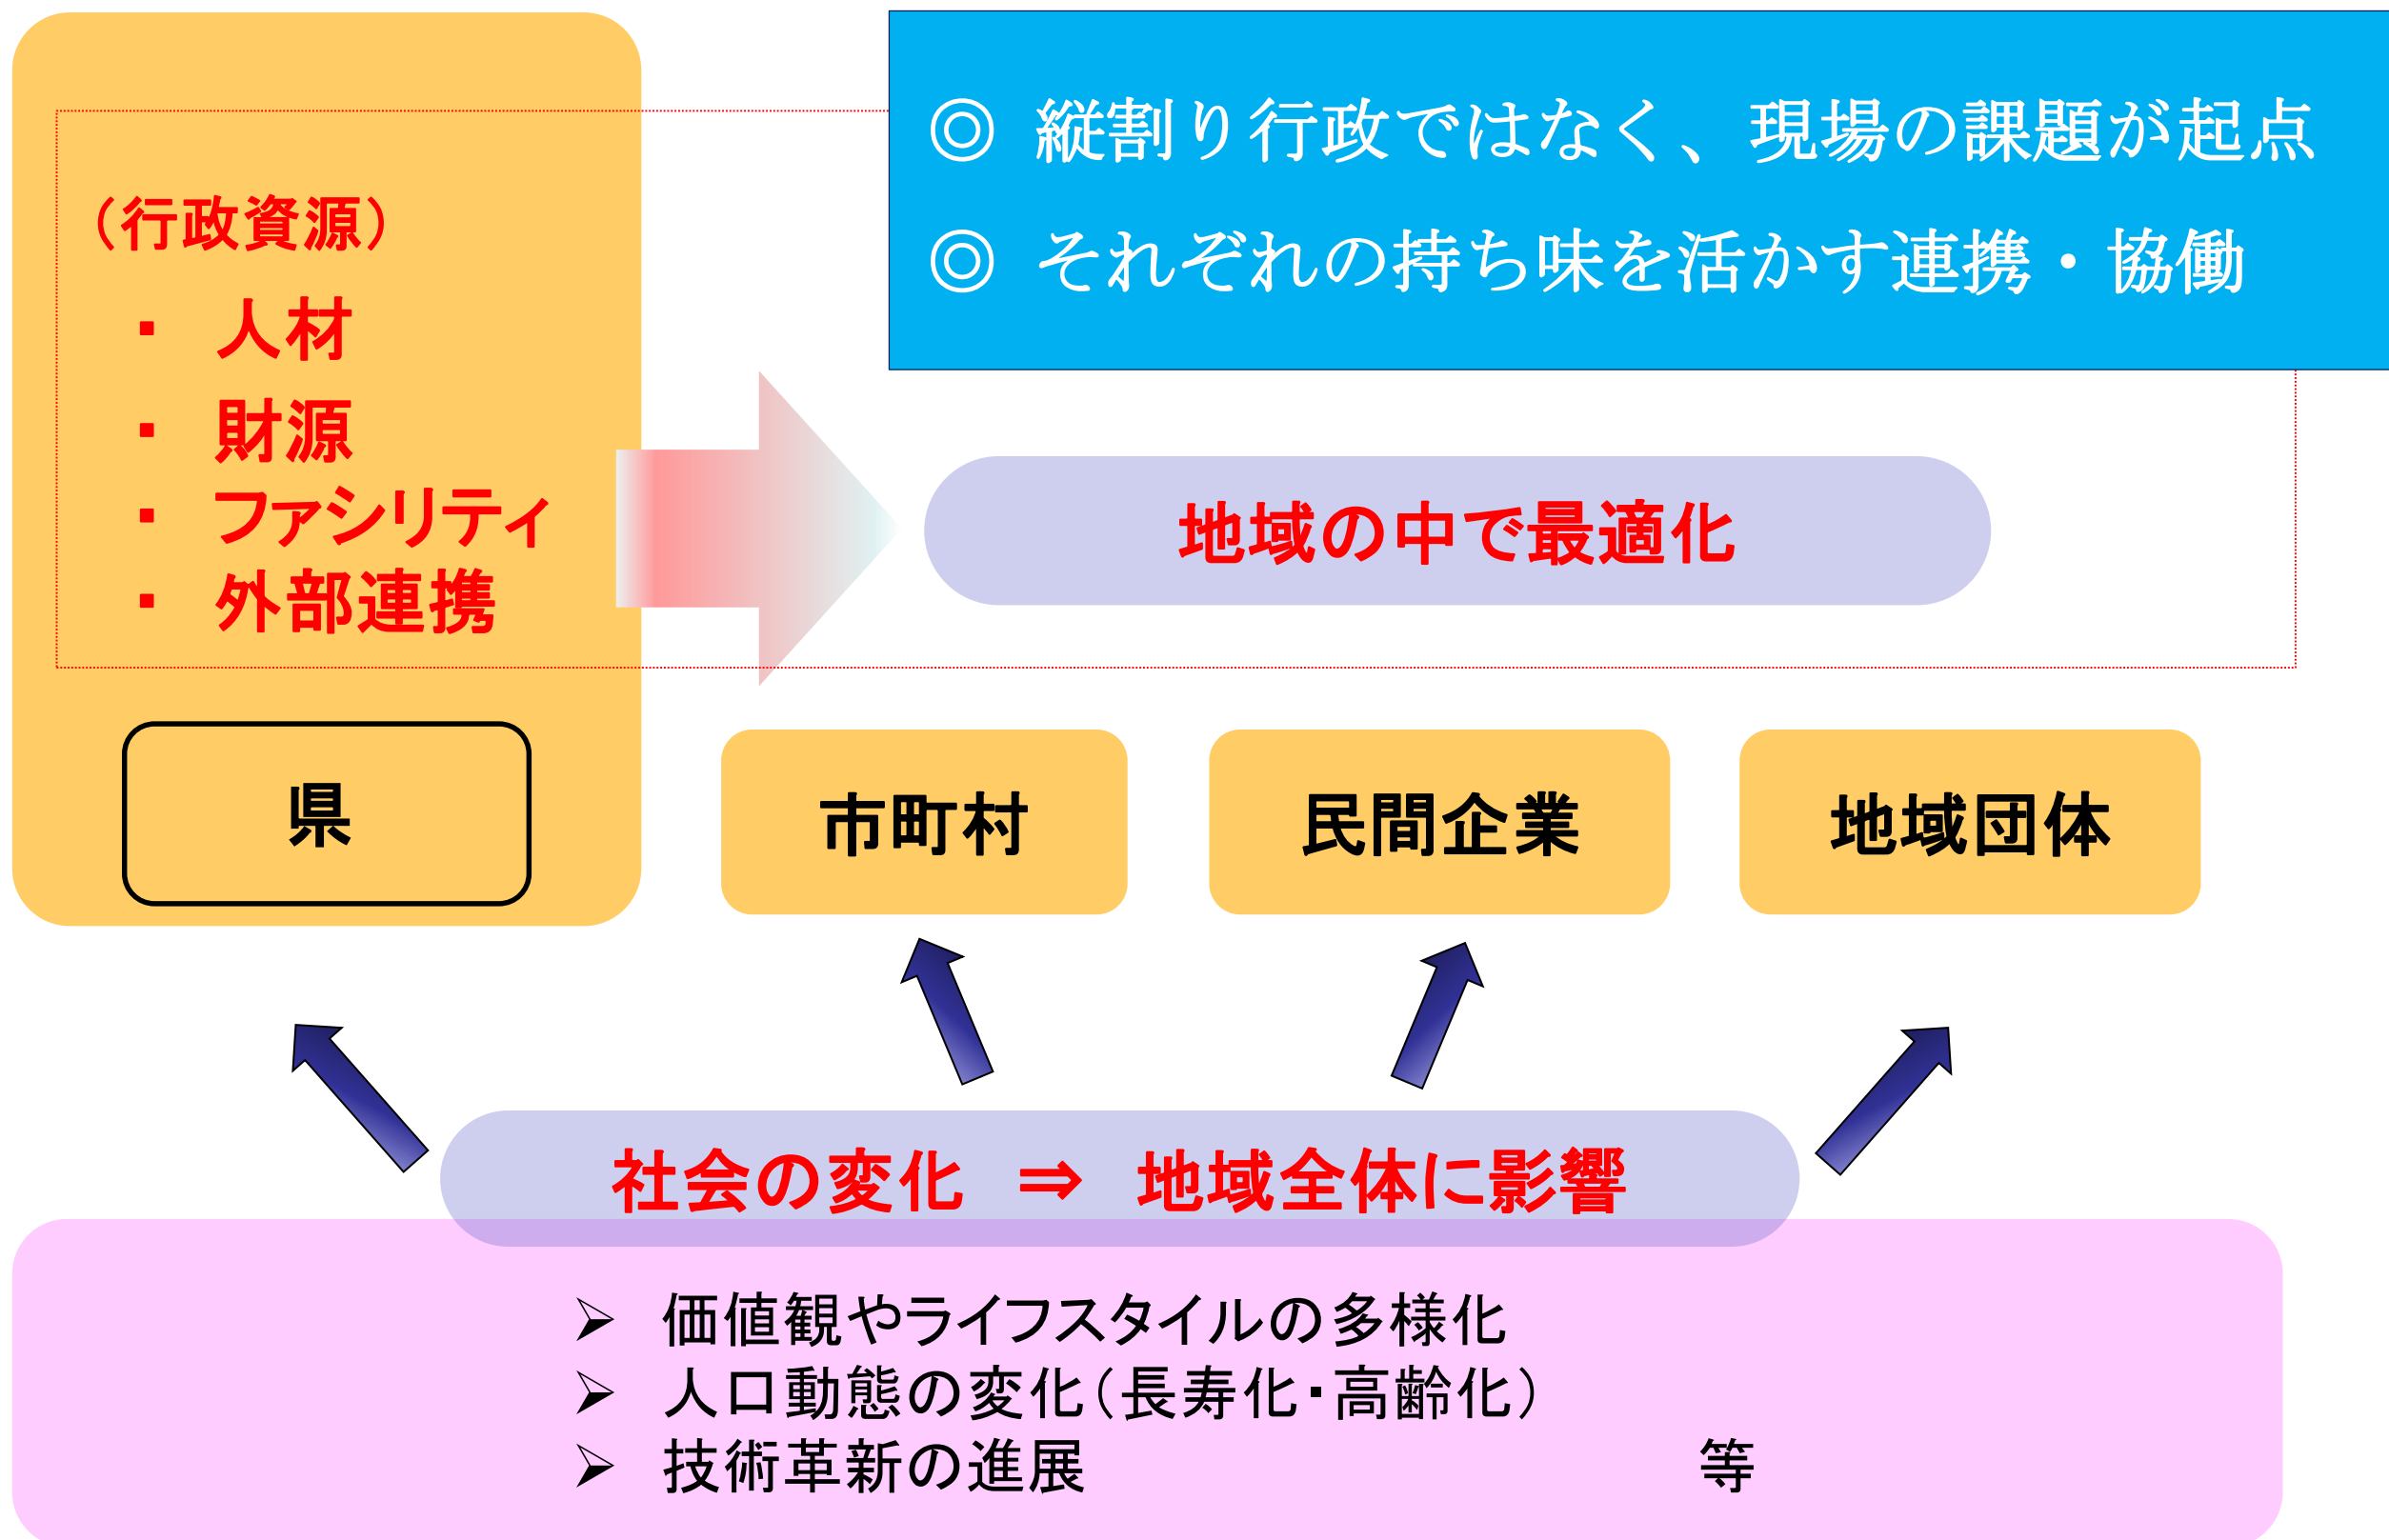 ◎ 縦割り行政ではなく、現場の課題が起点
◎ それぞれの持ち味を活かす連携・協働
(行政資源)
▪ 人材
▪ 財源
▪ ファシリティ
▪ 外部連携
地域の中で最適化
県
市町村
民間企業
地域団体
社会の変化 ⇒ 地域全体に影響
➢ 価値観やライフスタイルの多様化
➢ 人口重態の変化(長寿化・高齢化)
➢ 技術革新の進展 等